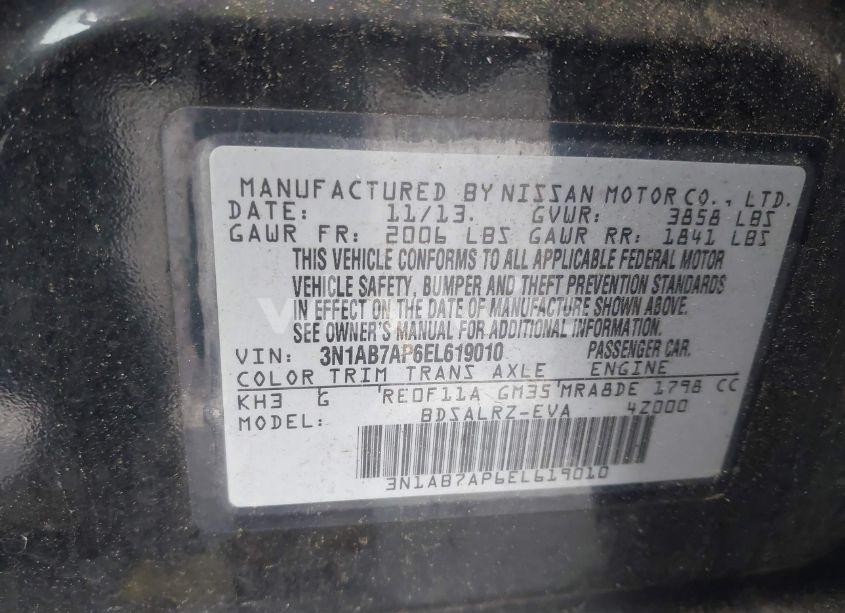 MANUFACTURED BY NISSAN MOTOR CO., LTD.
DATE: 11/13. GVWR: 3858 LBS
GAWR FR: 2006 LBS GAWR RR: 1841 LBS
THIS VEHICLE CONFORMS TO ALL APPLICABLE FEDERAL MOTOR
VEHICLE SAFETY, BUMPER AND THEFT PREVENTION STANDARDS
IN EFFECT ON THE DATE OF MANUFACTURE SHOWN ABOVE.
SEE OWNER'S MANUAL FOR ADDITIONAL INFORMATION.
VIN: 3N1AB7AP6EL619010 PASSENGER CAR.
COLOR TRIM TRANS AXLE ENGINE
KH3 G RE0F11A GM35 MRA8DE 1798 CC
MODEL: BDSALRZ-EVA 4Z000
3N1AB7AP6EL619010